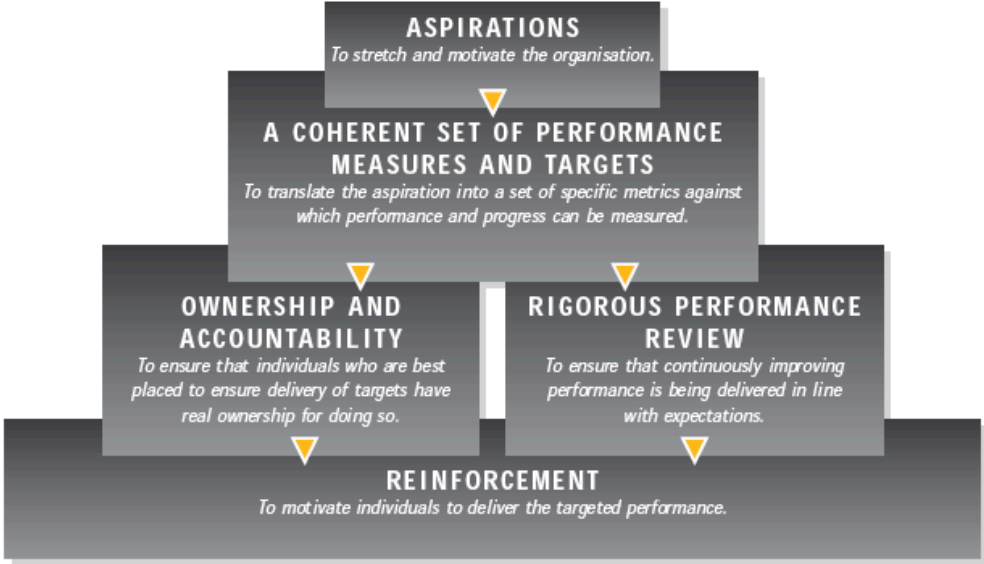 ASPIRATIONS
To stretch and motivate the organisation.
A COHERENT SET OF PERFORMANCE
MEASURES AND TARGETS
To translate the aspiration into a set of specific metrics against
which performance and progress can be measured.
OWNERSHIP AND
ACCOUNTABILITY
To ensure that individuals who are best
placed to ensure delivery of targets have
real ownership for doing so.
RIGOROUS PERFORMANCE
REVIEW
To ensure that continuously improving
performance is being delivered in line
with expectations.
REINFORCEMENT
To motivate individuals to deliver the targeted performance.